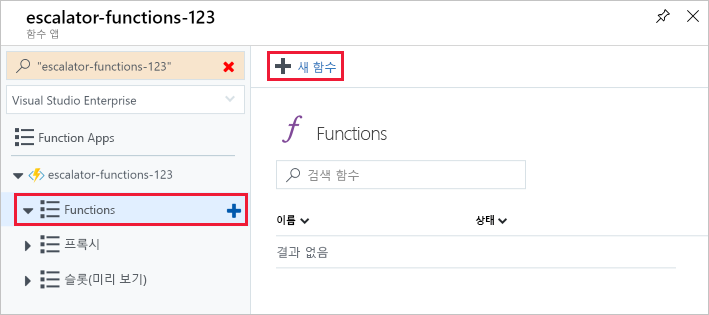 escalator-functions-123
함수 앱
"escalator-functions-123"
Visual Studio Enterprise
Function Apps
escalator-functions-123
Functions
프록시
슬롯(미리 보기)
새 함수
Functions
검색 함수
이름 상태
결과 없음